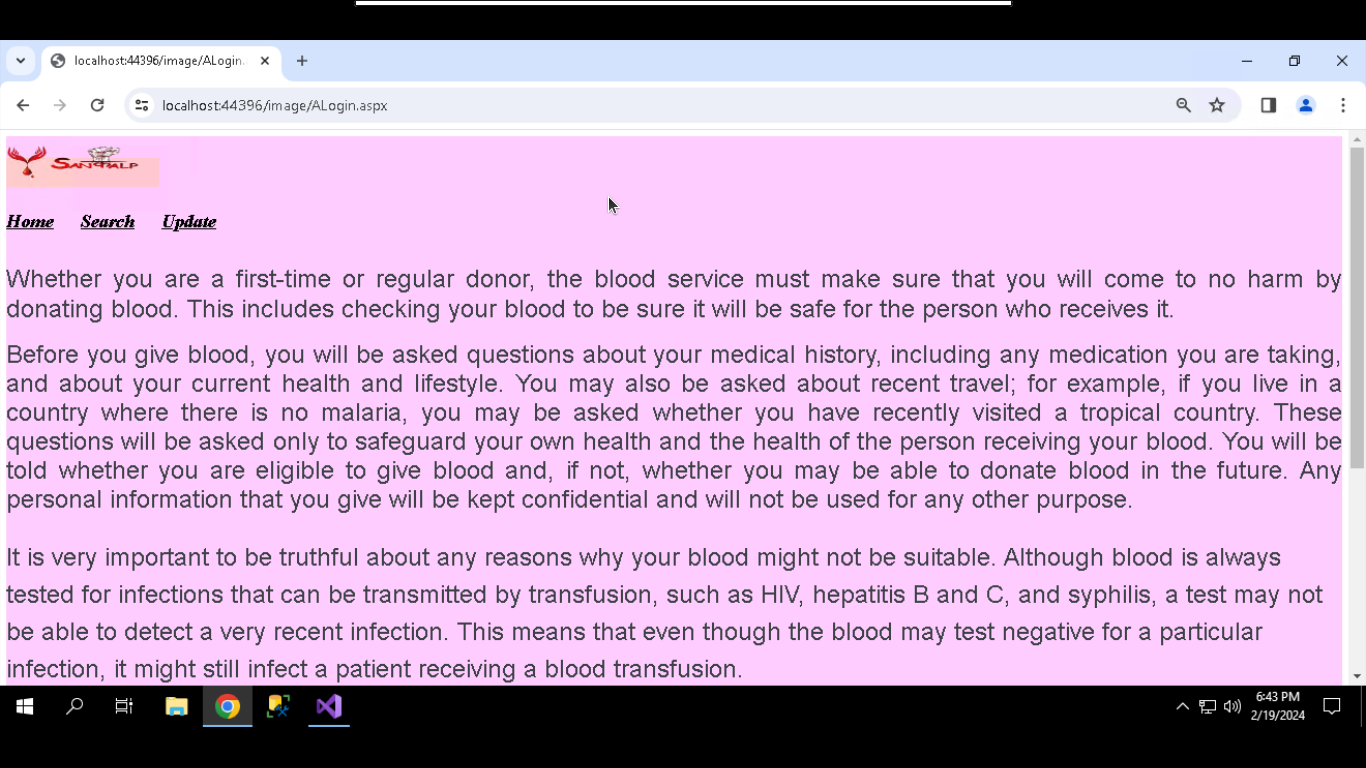 localhost:44396/image/ALogin.
localhost:44396/image/ALogin.aspx
Home Search Update
Whether you are a first-time or regular donor, the blood service must make sure that you will come to no harm by
donating blood. This includes checking your blood to be sure it will be safe for the person who receives it.
Before you give blood, you will be asked questions about your medical history, including any medication you are taking,
and about your current health and lifestyle. You may also be asked about recent travel; for example, if you live in a
country where there is no malaria, you may be asked whether you have recently visited a tropical country. These
questions will be asked only to safeguard your own health and the health of the person receiving your blood. You will be
told whether you are eligible to give blood and, if not, whether you may be able to donate blood in the future. Any
personal information that you give will be kept confidential and will not be used for any other purpose.
It is very important to be truthful about any reasons why your blood might not be suitable. Although blood is always
tested for infections that can be transmitted by transfusion, such as HIV, hepatitis B and C, and syphilis, a test may not
be able to detect a very recent infection. This means that even though the blood may test negative for a particular
infection, it might still infect a patient receiving a blood transfusion.
6:43 PM
2/19/2024